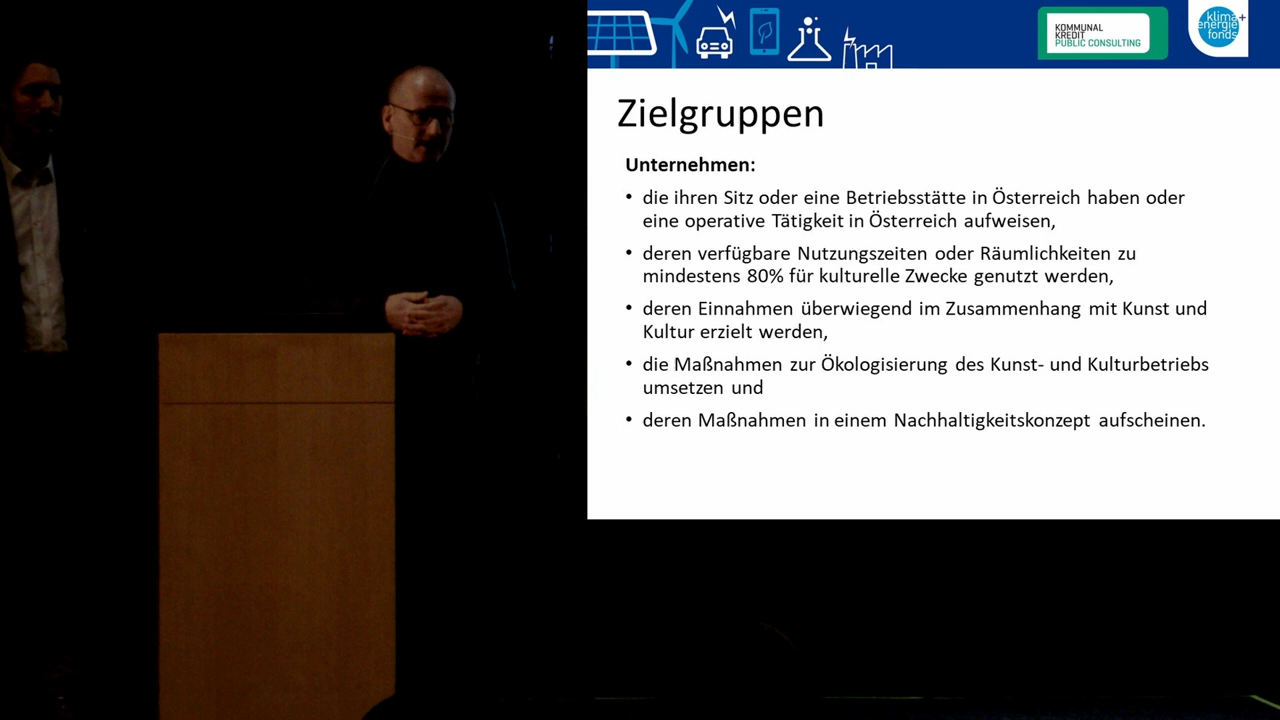 KOMMUNAL
KREDIT
PUBLIC CONSULTING
klima+
energie
fonds
Zielgruppen
Unternehmen:
• die ihren Sitz oder eine Betriebsstätte in Österreich haben oder
eine operative Tätigkeit in Österreich aufweisen,
• deren verfügbare Nutzungszeiten oder Räumlichkeiten zu
mindestens 80% für kulturelle Zwecke genutzt werden,
• deren Einnahmen überwiegend im Zusammenhang mit Kunst und
Kultur erzielt werden,
• die Maßnahmen zur Ökologisierung des Kunst- und Kulturbetriebs
umsetzen und
• deren Maßnahmen in einem Nachhaltigkeitskonzept aufscheinen.